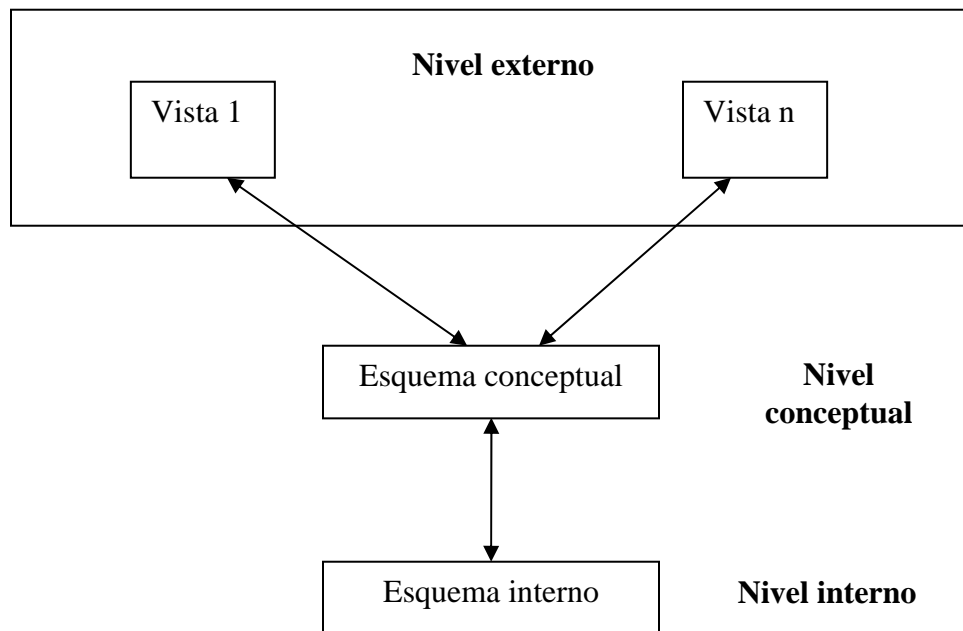 Nivel externo
Vista 1
Vista n
Esquema conceptual
Nivel
conceptual
Esquema interno
Nivel interno